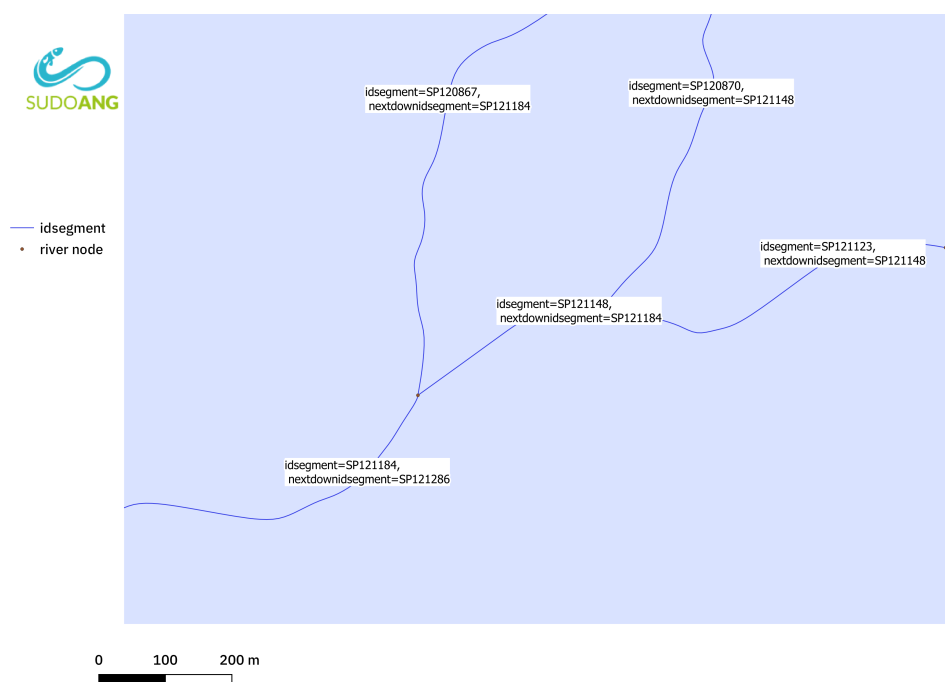 SUDOANG
idsegment=SP120867,
nextdownidsegment=SP121184
idsegment=SP120870,
nextdownidsegment=SP121148
idsegment
river node
idsegment=SP121123,
nextdownidsegment=SP121148
idsegment=SP121148,
nextdownidsegment=SP121184
idsegment=SP121184,
nextdownidsegment=SP121286
0 100 200 m